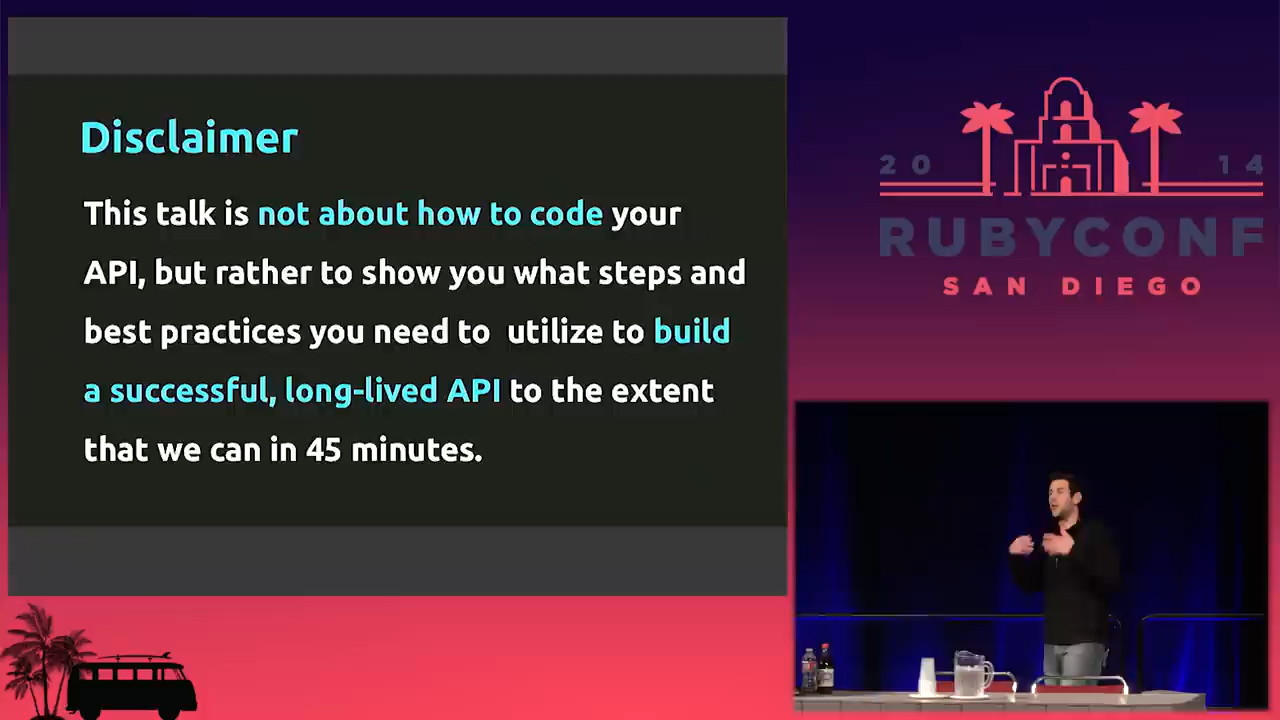 Disclaimer
This talk is not about how to code your
API, but rather to show you what steps and
best practices you need to  utilize to build
a successful, long-lived API to the extent
that we can in 45 minutes.
20 14
RUBYCONF
SAN DIEGO